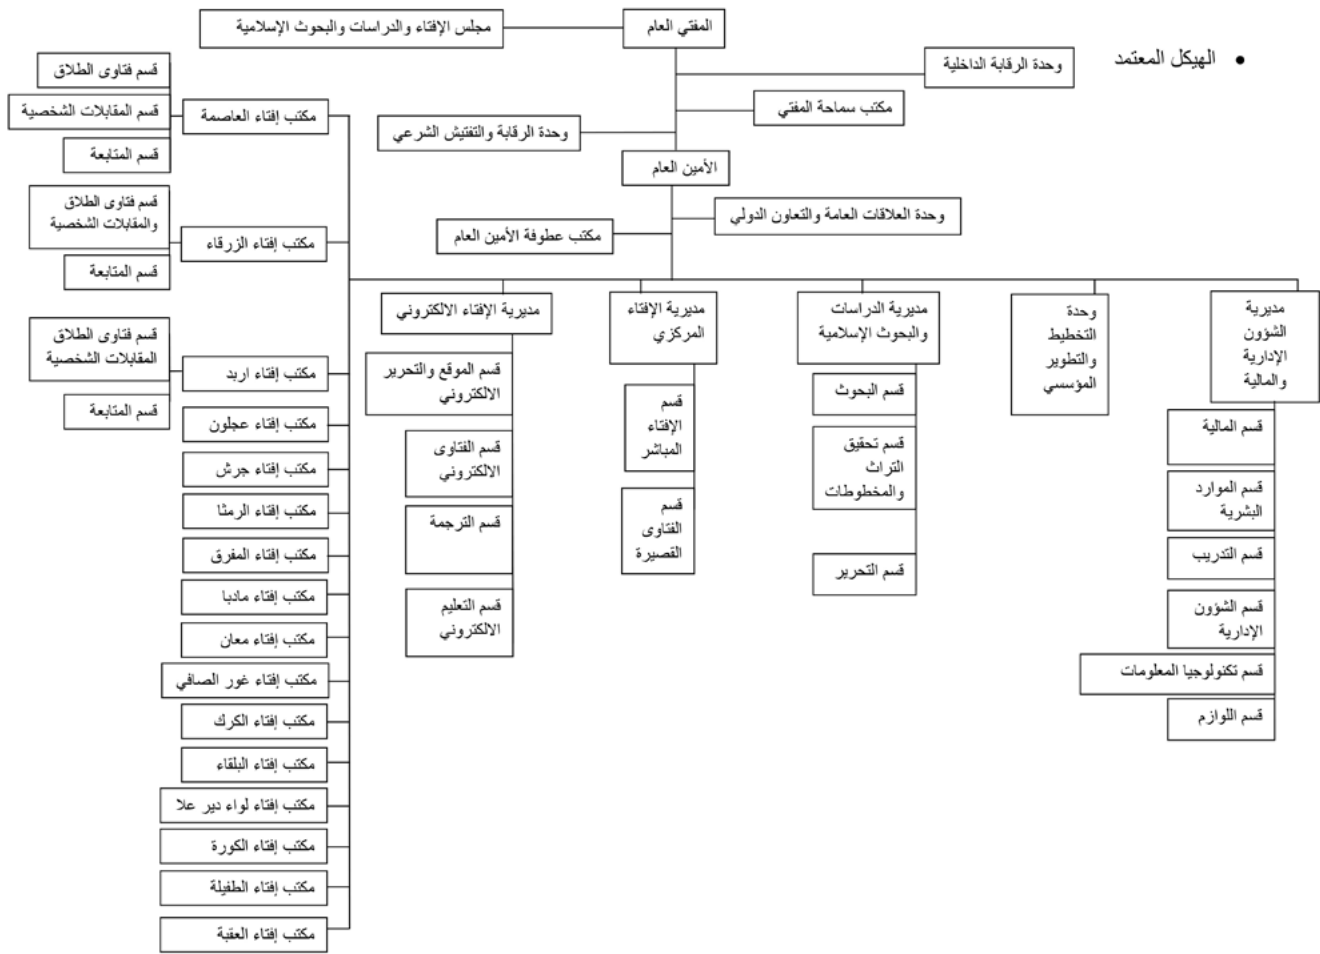 • الهيكل المعتمد
المفتي العام
مجلس الإفتاء والدراسات والبحوث الإسلامية
وحدة الرقابة الداخلية
مكتب سماحة المفتي
وحدة الرقابة والتفتيش الشرعي
الأمين العام
وحدة العلاقات العامة والتعاون الدولي
مكتب عطوفة الأمين العام
مديرية
الشؤون
الإدارية
والمالية
قسم المالية
قسم الموارد
البشرية
قسم التدريب
قسم الشؤون
الإدارية
قسم تكنولوجيا المعلومات
قسم اللوازم
وحدة
التخطيط
والتطوير
المؤسسي
مديرية الدراسات
والبحوث الإسلامية
قسم البحوث
قسم تحقيق
التراث
والمخطوطات
قسم التحرير
مديرية الإفتاء
المركزي
قسم
الإفتاء
المباشر
قسم
الفتاوى
القصيرة
مديرية الإفتاء الالكتروني
قسم الموقع والتحرير
الالكتروني
قسم الفتاوى
الالكتروني
قسم الترجمة
قسم التعليم
الالكتروني
مكتب إفتاء العاصمة
قسم فتاوى الطلاق
قسم المقابلات الشخصية
قسم المتابعة
مكتب إفتاء الزرقاء
قسم فتاوى الطلاق
والمقابلات الشخصية
قسم المتابعة
مكتب إفتاء اربد
قسم فتاوى الطلاق
المقابلات الشخصية
قسم المتابعة
مكتب إفتاء عجلون
مكتب إفتاء جرش
مكتب إفتاء الرمثا
مكتب إفتاء المفرق
مكتب إفتاء مادبا
مكتب إفتاء معان
مكتب إفتاء غور الصافي
مكتب إفتاء الكرك
مكتب إفتاء البلقاء
مكتب إفتاء لواء دير علا
مكتب إفتاء الكورة
مكتب إفتاء الطفيلة
مكتب إفتاء العقبة